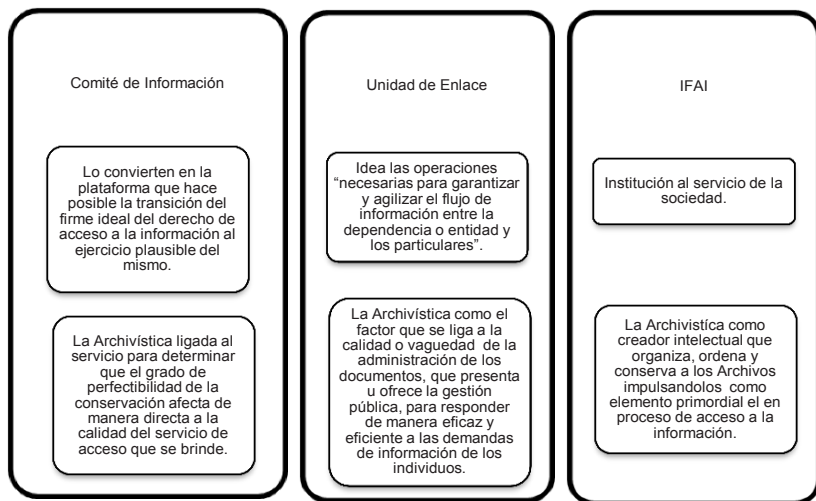 Comité de Información
Lo convierten en la
plataforma que hace
posible la transición del
firme ideal del derecho de
acceso a la información al
ejercicio plausible del
mismo.
La Archivística ligada al
servicio para determinar
que el grado de
perfectibilidad de la
conservación afecta de
manera directa a la
calidad del servicio de
acceso que se brinde.
Unidad de Enlace
Idea las operaciones
“necesarias para garantizar
y agilizar el flujo de
información entre la
dependencia o entidad y
los particulares”.
La Archivística como el
factor que se liga a la
calidad o vaguedad de la
administración de los
documentos, que presenta
u ofrece la gestión
pública, para responder
de manera eficaz y
eficiente a las demandas
de información de los
individuos.
IFAI
Institución al servicio de la
sociedad.
La Archivistíca como
creador intelectual que
organiza, ordena y
conserva a los Archivos
impulsandolos como
elemento primordial el en
proceso de acceso a la
información.